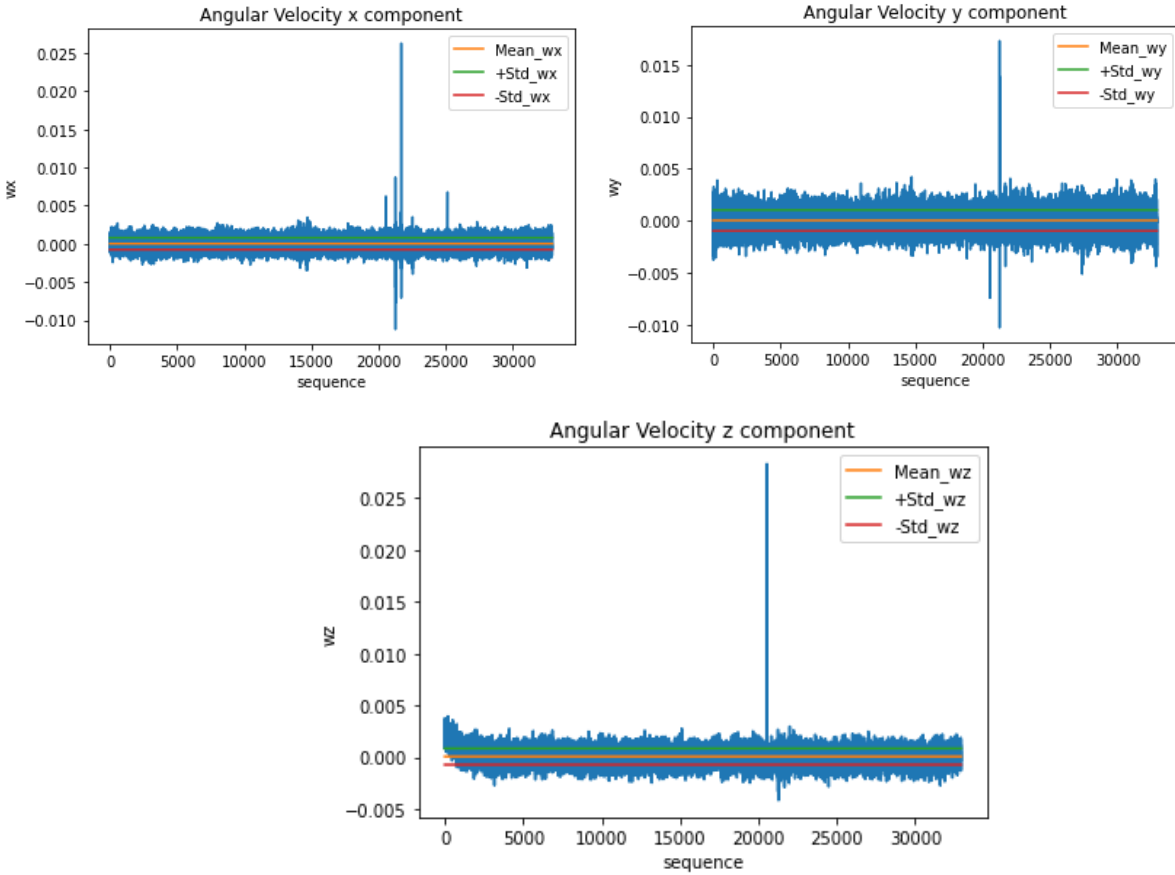 Angular Velocity x component
wx
0.025
0.020
0.015
0.010
0.005
0.000
−0.005
−0.010
Mean_wx
+Std_wx
-Std_wx
0 5000 10000 15000 20000 25000 30000
sequence
Angular Velocity y component
wy
0.015
0.010
0.005
0.000
−0.005
−0.010
Mean_wy
+Std_wy
-Std_wy
0 5000 10000 15000 20000 25000 30000
sequence
Angular Velocity z component
wz
0.025
0.020
0.015
0.010
0.005
0.000
−0.005
Mean_wz
+Std_wz
-Std_wz
0 5000 10000 15000 20000 25000 30000
sequence